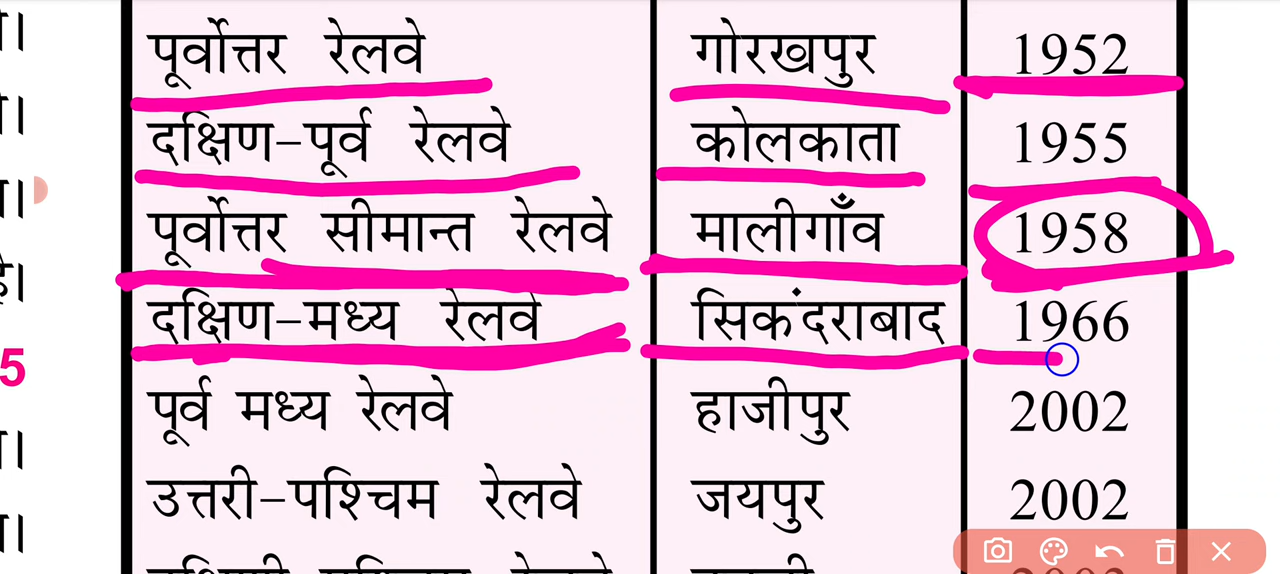 पूर्वोत्तर रेलवे गोरखपुर 1952
दक्षिण-पूर्व रेलवे कोलकाता 1955
पूर्वोत्तर सीमान्त रेलवे मालीगाँव 1958
दक्षिण-मध्य रेलवे सिकंदराबाद 1966
5
पूर्व मध्य रेलवे हाजीपुर 2002
उत्तरी-पश्चिम रेलवे जयपुर 2002